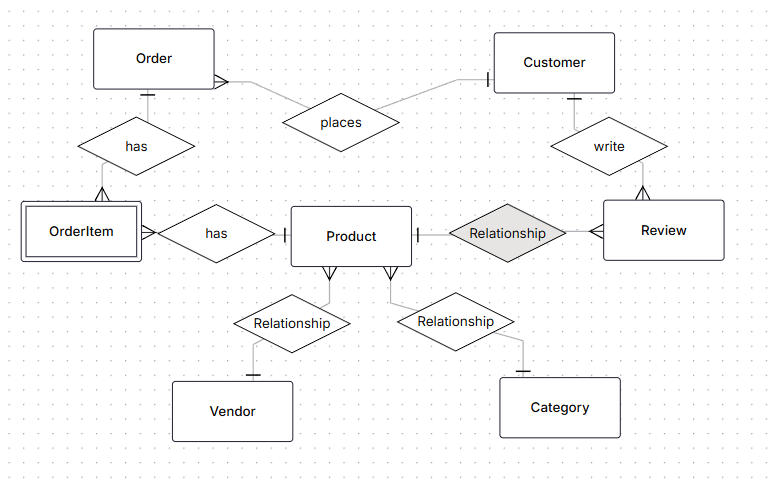 Order
Customer
places
has
write
OrderItem
has
Product
Relationship
Review
Relationship
Relationship
Vendor
Category